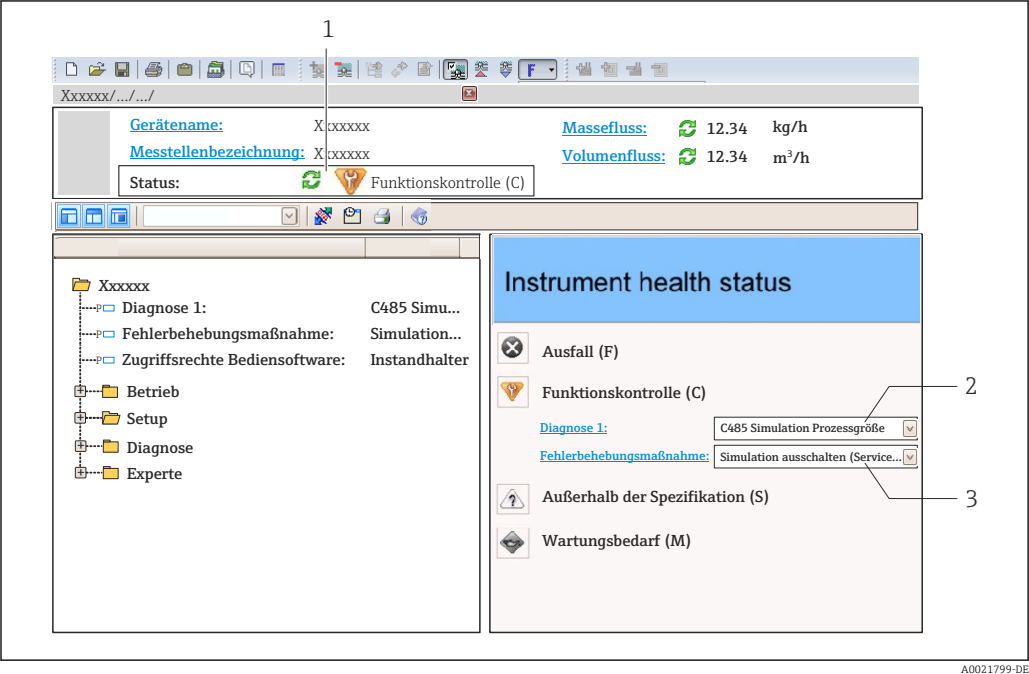 1
F
Xxxxxx/.../.../
Gerätename: Xxxxxxx Massefluss: 12.34 kg/h
Messtellenbezeichnung: Xxxxxxx Volumenfluss: 12.34 m³/h
Status: Funktionskontrolle (C)
Xxxxxx
P Diagnose 1: C485 Simu...
P Fehlerbehebungsmaßnahme: Simulation...
P Zugriffsrechte Bediensoftware: Instandhalter
Betrieb
Setup
Diagnose
Experte
Instrument health status
Ausfall (F)
Funktionskontrolle (C)
2
Diagnose 1: C485 Simulation Prozessgröße
Fehlerbehebungsmaßnahme: Simulation ausschalten (Service...
3
Außerhalb der Spezifikation (S)
Wartungsbedarf (M)
A0021799-DE